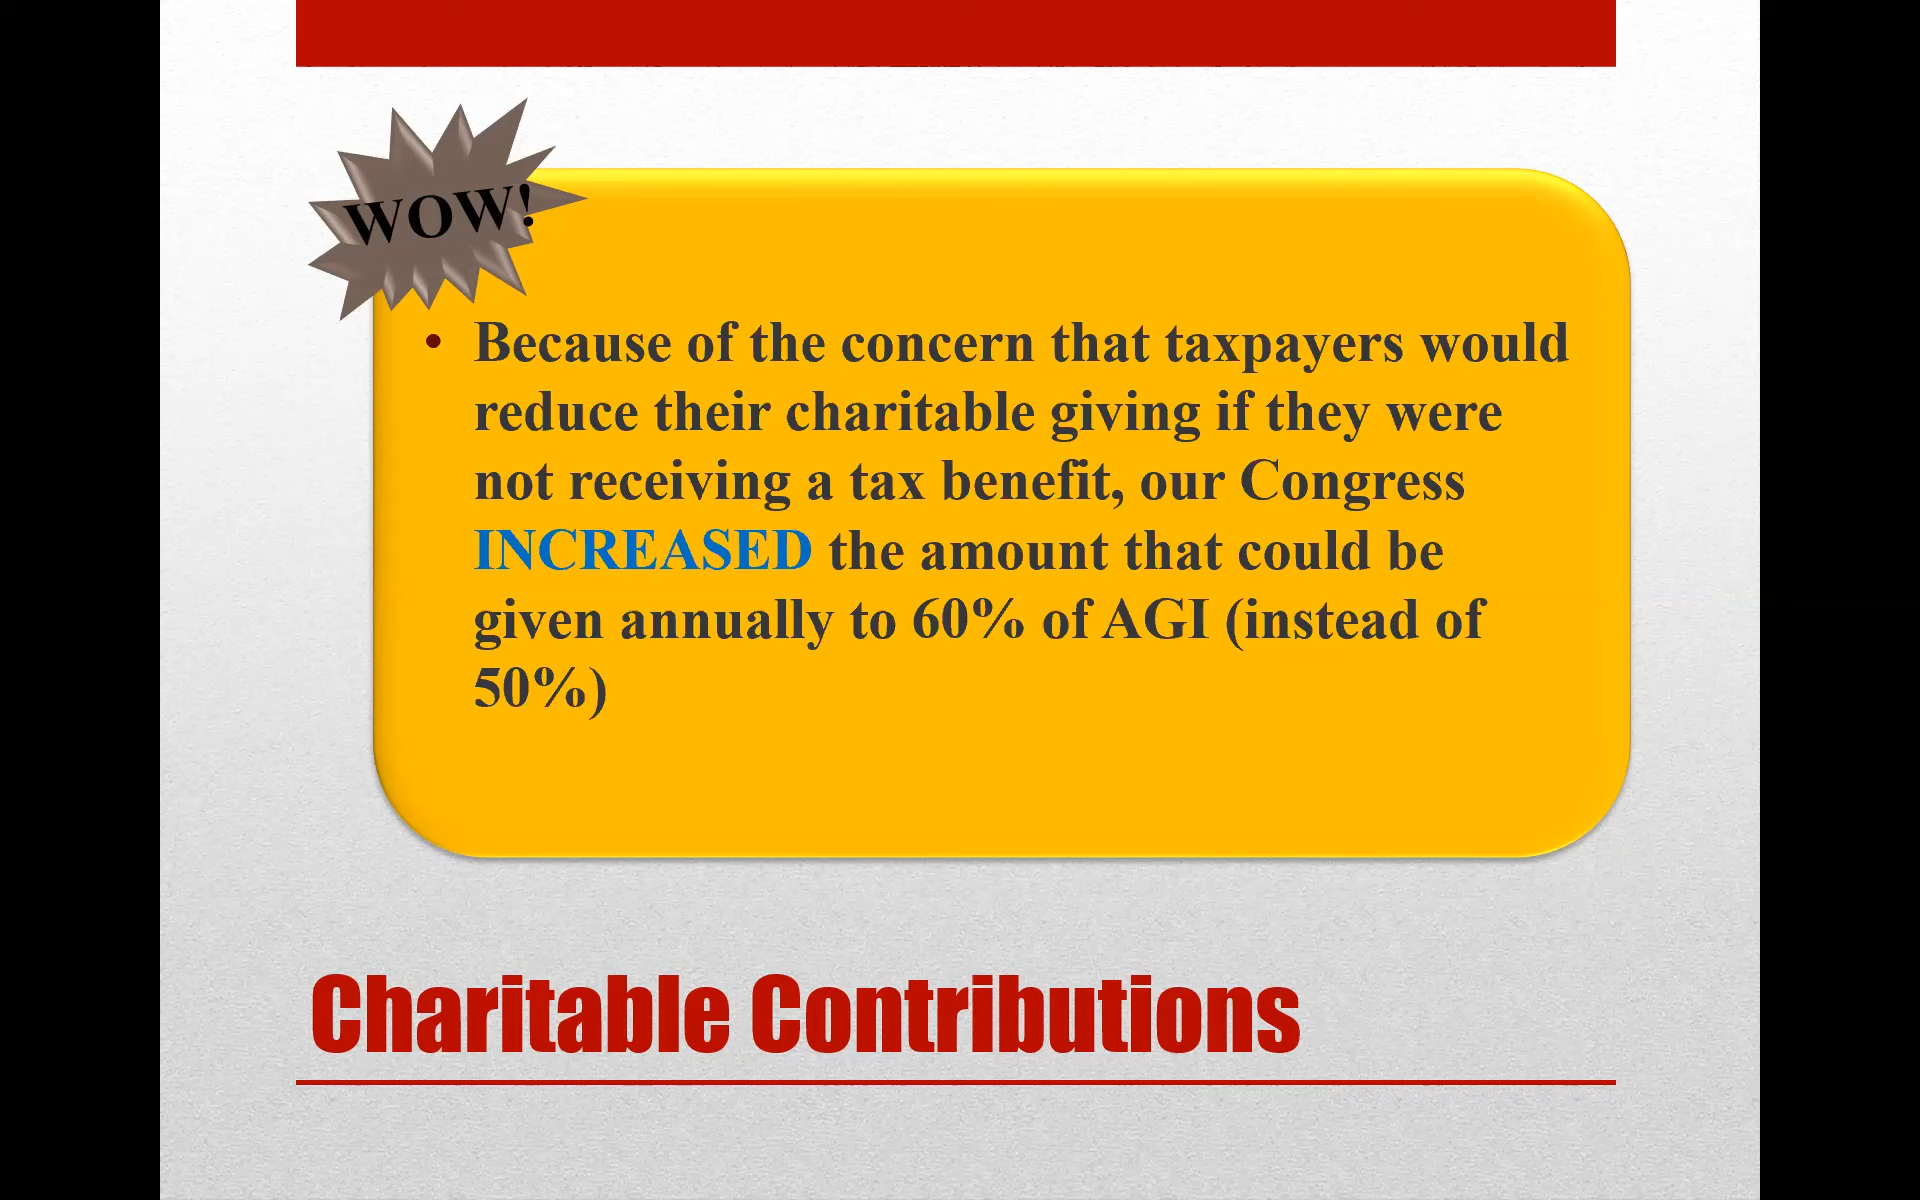 WOW!
• Because of the concern that taxpayers would
reduce their charitable giving if they were
not receiving a tax benefit, our Congress
INCREASED the amount that could be
given annually to 60% of AGI (instead of
50%)
Charitable Contributions